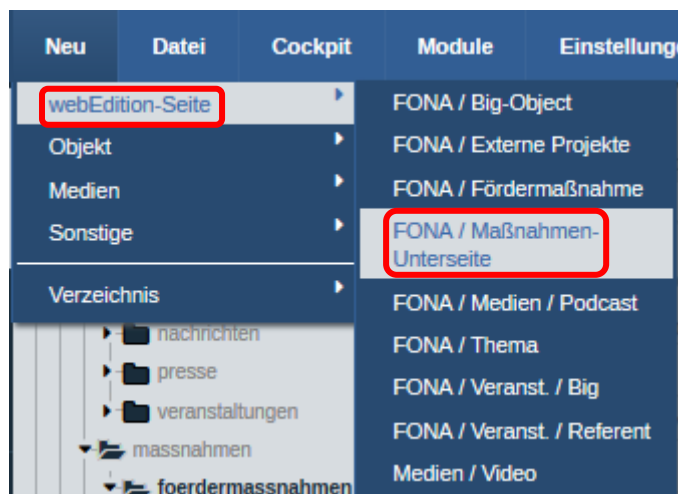 Neu Datei Cockpit Module
webEdition-Seite
Objekt
Medien
Sonstige
Verzeichnis
FONA / Big-Object
FONA / Externe Projekte
FONA / Fördermaßnahme
FONA / Maßnahmen-
Unterseite
FONA / Medien / Podcast
FONA / Thema
FONA / Veranst. / Big
FONA / Veranst. / Referent
Medien / Video
nachrichten
presse
veranstaltungen
massnahmen
foerdermassnahmen